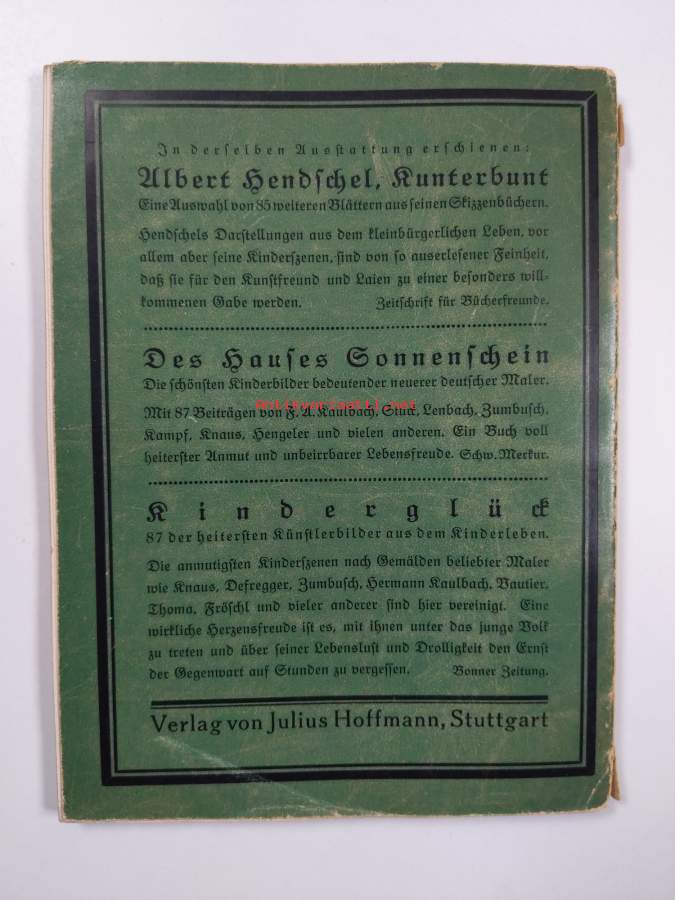 In derselben Ausstattung erschienen:
Albert Hendschel, Kunterbunt
Eine Auswahl von 85 weiteren Blättern aus seinen Skizzenbüchern.
Hendschels Darstellungen aus dem kleinbürgerlichen Leben, vor
allem aber seine Kinderszenen, sind von so auserlesener Feinheit,
daß sie für den Kunstfreund und Laien zu einer besonders will-
kommenen Gabe werden. Zeitschrift für Bücherfreunde.
Des Hauses Sonnenschein
Die schönsten Kinderbilder bedeutender neuerer deutscher Maler.
antikvariaatti.net
Mit 87 Beiträgen von F. A. Kaulbach, Stuck, Lenbach, Zumbusch,
Kampf, Knaus, Hengeler und vielen anderen. Ein Buch voll
heiterster Anmut und unbeirrbarer Lebensfreude. Schw. Merkur.
Kinderglück
87 der heitersten Künstlerbilder aus dem Kinderleben.
Die anmutigsten Kinderszenen nach Gemälden beliebter Maler
wie Knaus, Defregger, Zumbusch, Hermann Kaulbach, Vautier,
Thoma, Fröschl und vieler anderer sind hier vereinigt. Eine
wirkliche Herzensfreude ist es, mit ihnen unter das junge Volk
zu treten und über seiner Lebenslust und Drolligkeit den Ernst
der Gegenwart auf Stunden zu vergessen. Bonner Zeitung.
Verlag von Julius Hoffmann, Stuttgart